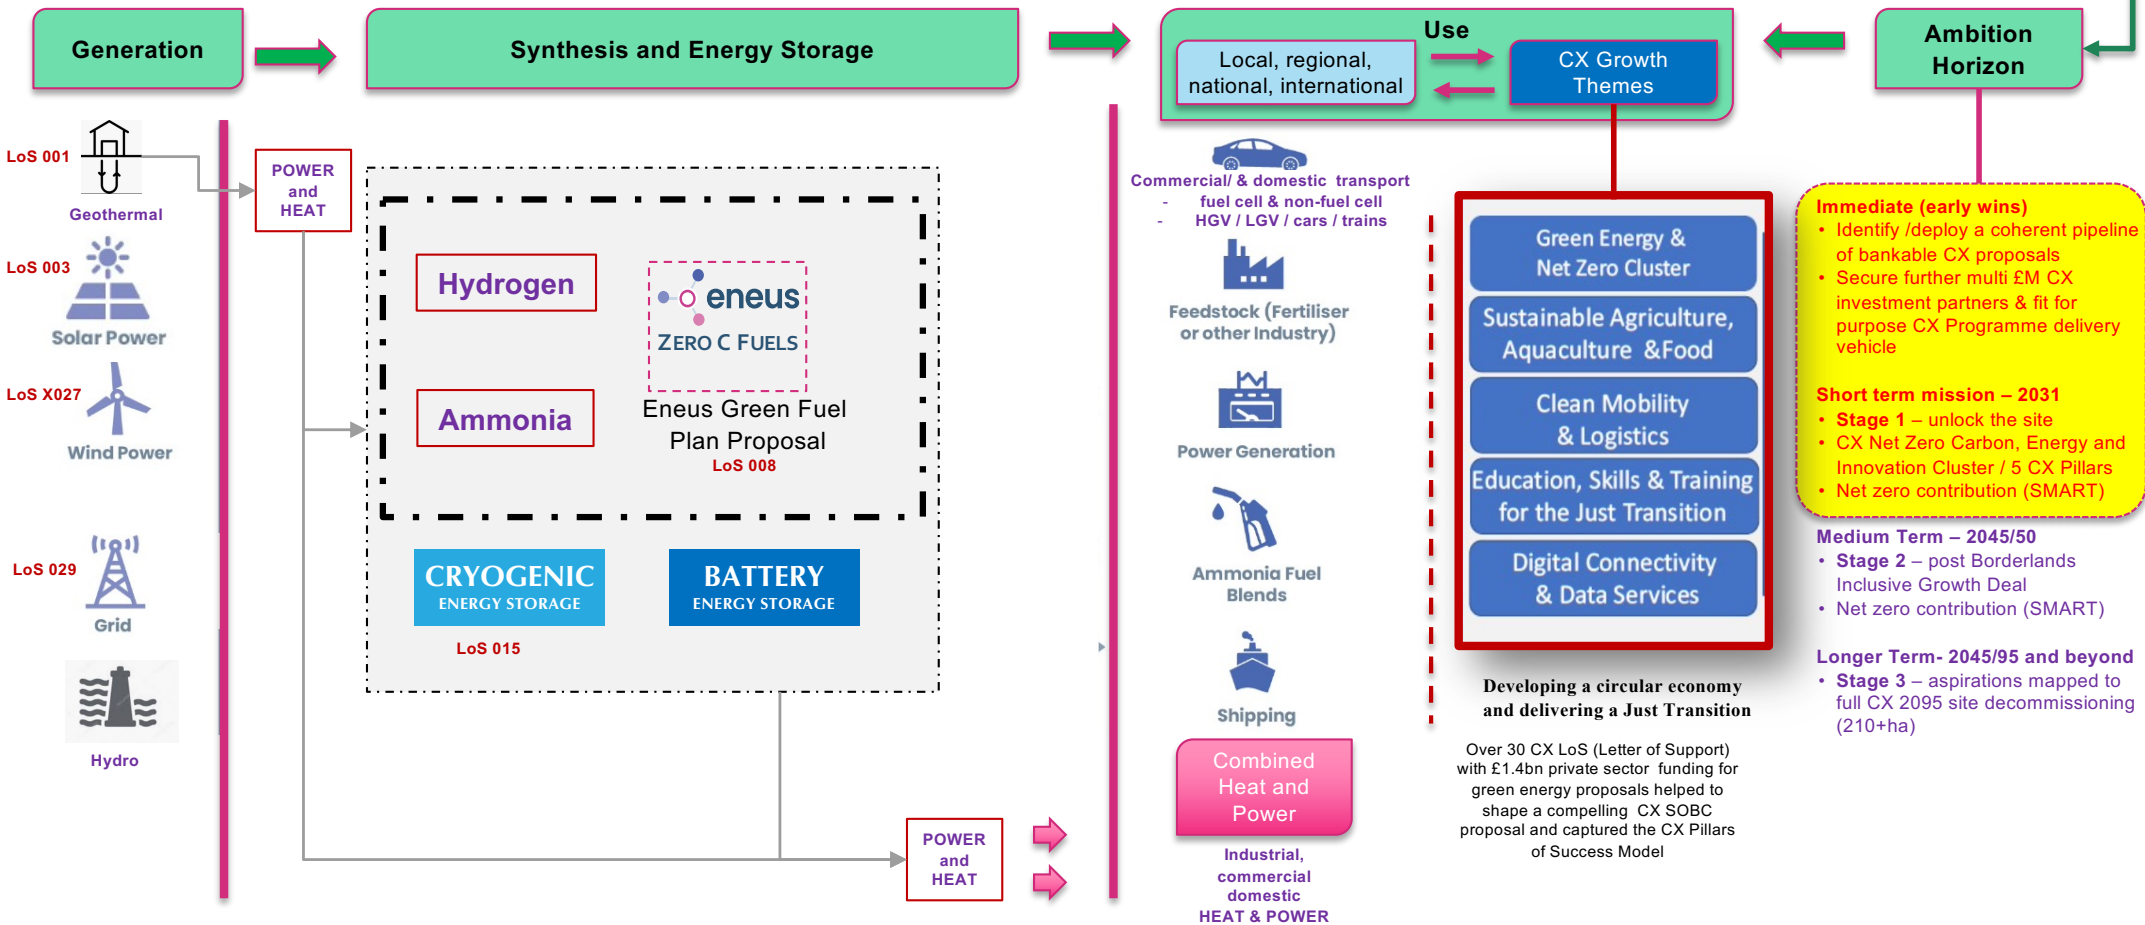 Generation
Synthesis and Energy Storage
Use
Local, regional,
national, international
CX Growth
Themes
Ambition
Horizon
LoS 001
Geothermal
LoS 003
Solar Power
LoS X027
Wind Power
LoS 029
Grid
Hydro
POWER
and
HEAT
Hydrogen
Ammonia
eneus
ZERO C FUELS
Eneus Green Fuel
Plan Proposal
LoS 008
CRYOGENIC
ENERGY STORAGE
BATTERY
ENERGY STORAGE
LoS 015
POWER
and
HEAT
Commercial/ & domestic transport
- fuel cell & non-fuel cell
- HGV / LGV / cars / trains
Feedstock (Fertiliser
or other Industry)
Power Generation
Ammonia Fuel
Blends
Shipping
Combined
Heat and
Power
Industrial,
commercial
domestic
HEAT & POWER
Green Energy &
Net Zero Cluster
Sustainable Agriculture,
Aquaculture &Food
Clean Mobility
& Logistics
Education, Skills & Training
for the Just Transition
Digital Connectivity
& Data Services
Developing a circular economy
and delivering a Just Transition
Over 30 CX LoS (Letter of Support)
with £1.4bn private sector funding for
green energy proposals helped to
shape a compelling CX SOBC
proposal and captured the CX Pillars
of Success Model
Immediate (early wins)
• Identify /deploy a coherent pipeline
of bankable CX proposals
• Secure further multi £M CX
investment partners & fit for
purpose CX Programme delivery
vehicle
Short term mission – 2031
• Stage 1 – unlock the site
• CX Net Zero Carbon, Energy and
Innovation Cluster / 5 CX Pillars
• Net zero contribution (SMART)
Medium Term – 2045/50
• Stage 2 – post Borderlands
Inclusive Growth Deal
• Net zero contribution (SMART)
Longer Term- 2045/95 and beyond
• Stage 3 – aspirations mapped to
full CX 2095 site decommissioning
(210+ha)